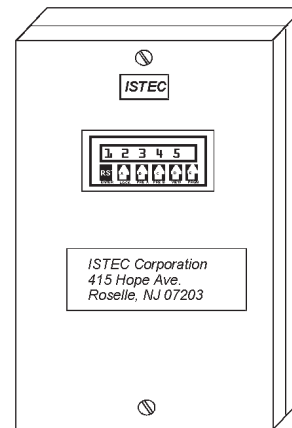 ISTEC
1 2 3 4 5
RST
ISTEC Corporation
415 Hope Ave.
Roselle, NJ 07203